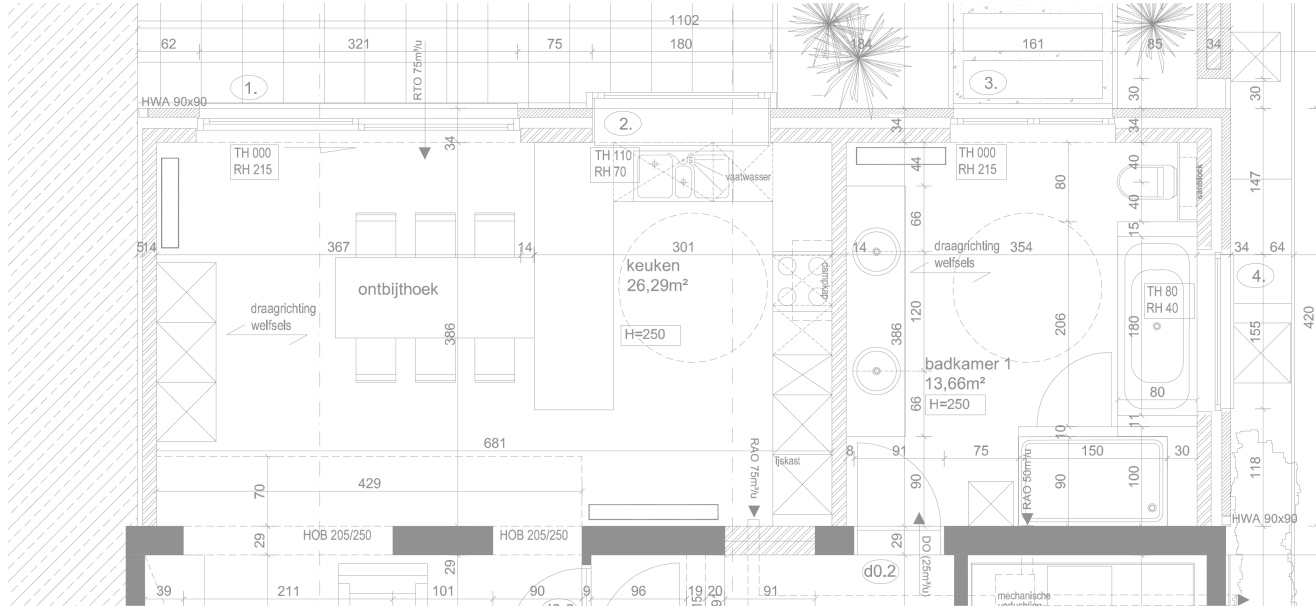 1102
62 321 75 180 184 161 85 34
RTO 75m³/u
1.
3.
HWA 90x90
2.
30
30
34
34
34
TH 000
RH 215
TH 110
RH 70
vaatwasser
TH 000
RH 215
44
80
40
40
147
66
15
514 367 14 301 14 354 34 64
keuken
26,29m²
dampkap
draagrichting
welfsels
4.
ontbijthoek
TH 80
RH 40
draagrichting
welfsels
H=250
386
386
120
206
180
155
420
badkamer 1
13,66m²
H=250
80
66
10
11
681
RAO 75m³/u
Ijskast
8 91 75 150 30
118
429
70
90
RAO 50m³/u
90
100
HOB 205/250
HOB 205/250
HWA 90x90
29
29
29
DO (25m³/u)
d0.2
39 211 101 90 9 96 19 20 91
15
91
mechanische
verluchting